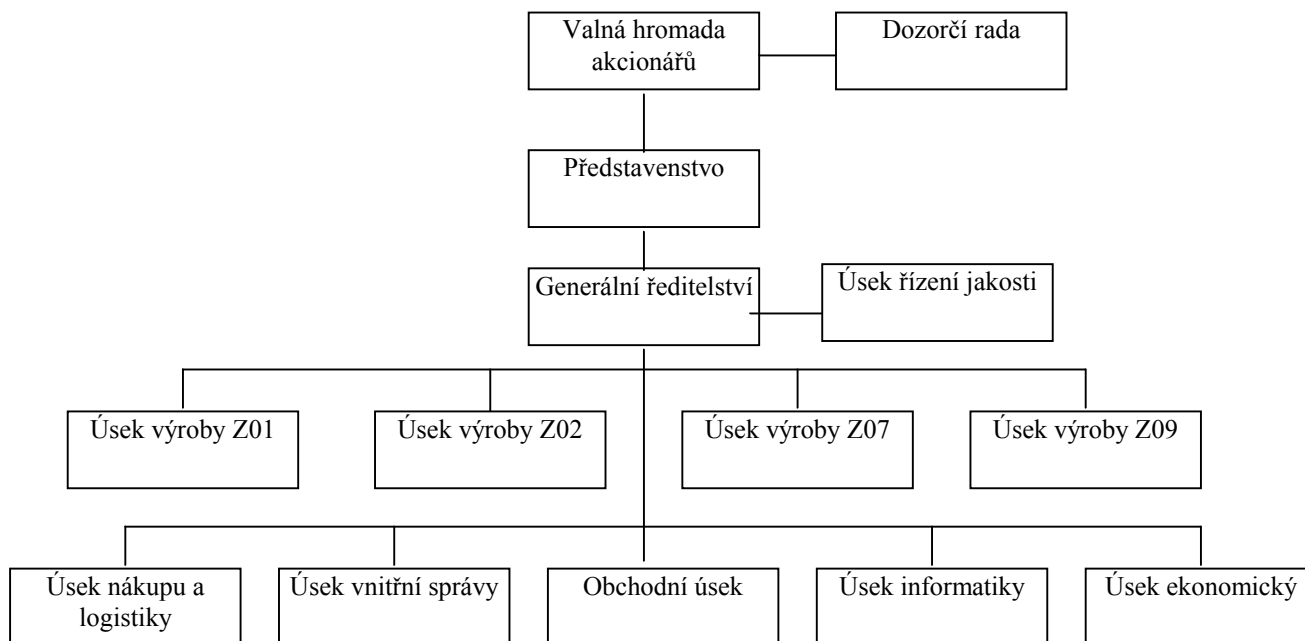 Valná hromada
akcionářů
Dozorčí rada
Představenstvo
Generální ředitelství
Úsek řízení jakosti
Úsek výroby Z01
Úsek výroby Z02
Úsek výroby Z07
Úsek výroby Z09
Úsek nákupu a
logistiky
Úsek vnitřní správy
Obchodní úsek
Úsek informatiky
Úsek ekonomický